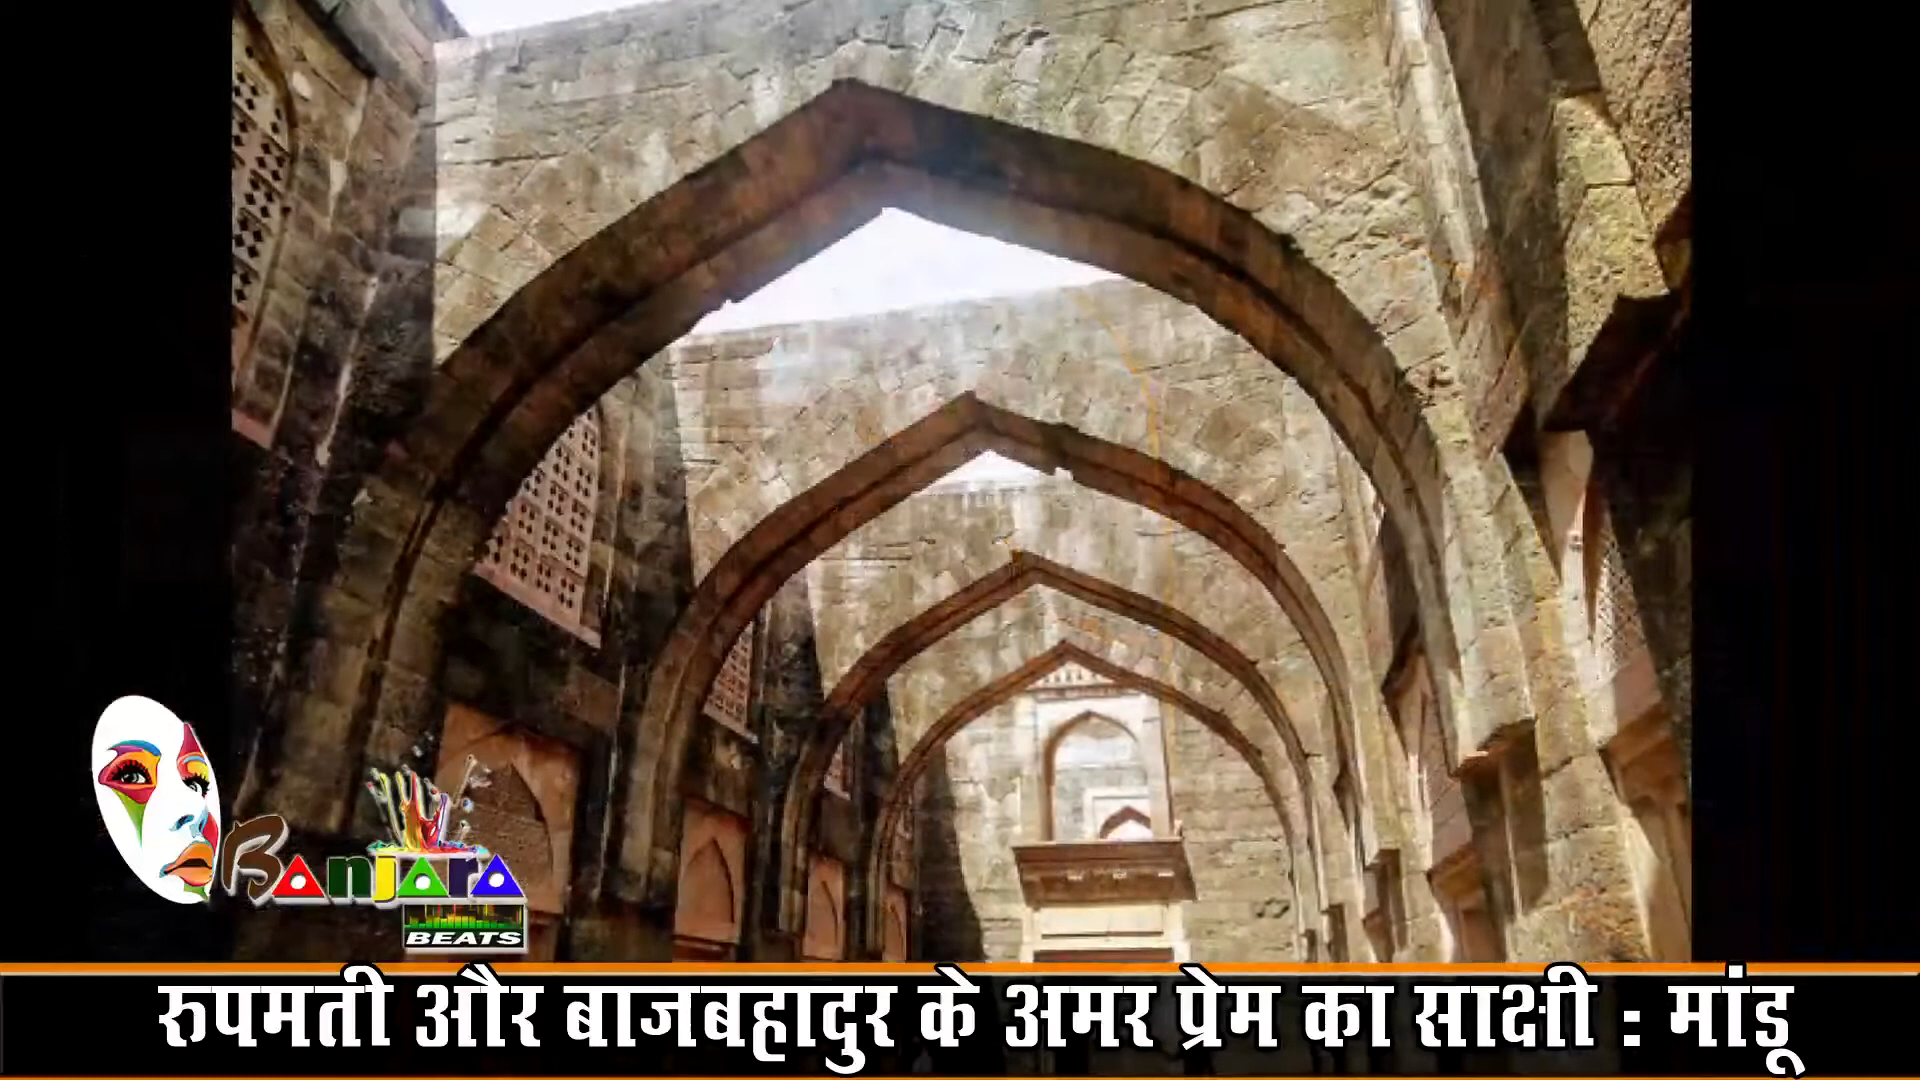 Banjara
BEATS
रुपमती और बाजबहादुर के अमर प्रेम का साक्षी : मांडू